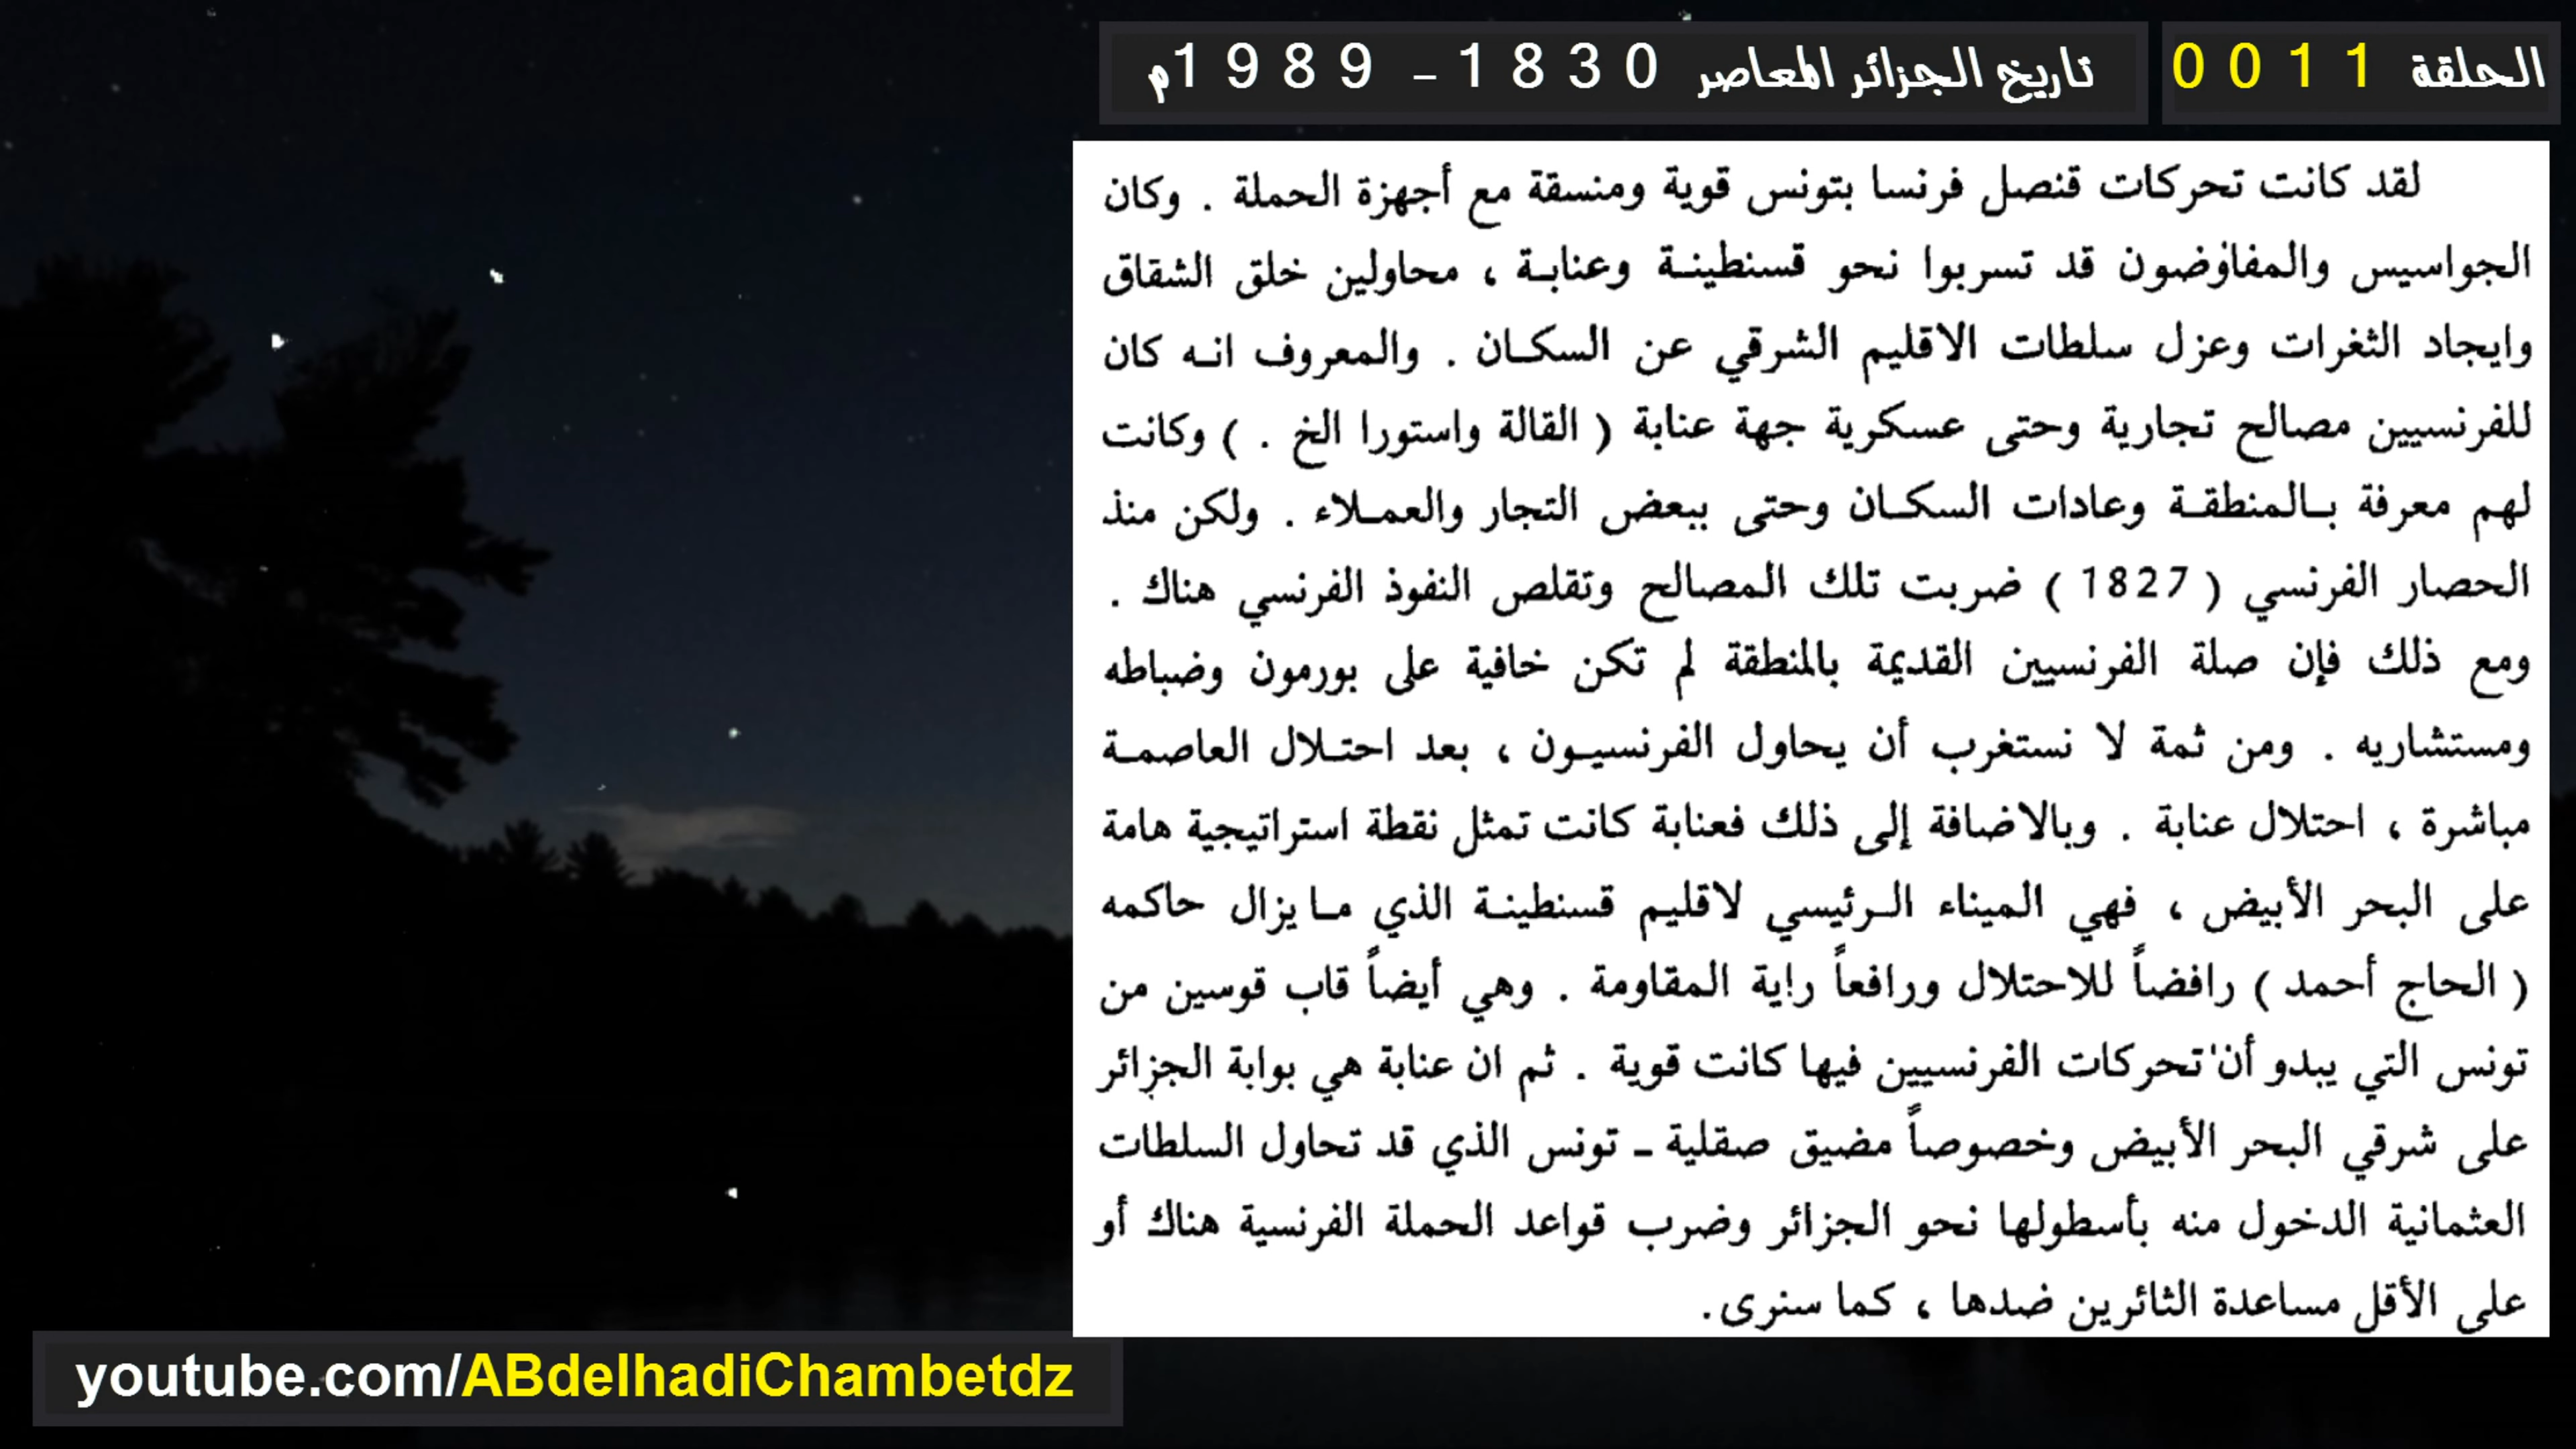 الحلقة 0011
تاريخ الجزائر المعاصر 1830 – 1989م
لقد كانت تحركات قنصل فرنسا بتونس قوية ومنسقة مع أجهزة الحملة . وكان
الجواسيس والمفاوضون قد تسربوا نحو قسنطينة وعنابة ، محاولين خلق الشقاق
وايجاد الثغرات وعزل سلطات الاقليم الشرقي عن السكان . والمعروف انه كان
للفرنسيين مصالح تجارية وحتى عسكرية جهة عنابة ( القالة واستورا الخ . ) وكانت
لهم معرفة بالمنطقة وعادات السكان وحتى ببعض التجار والعملاء . ولكن منذ
الحصار الفرنسي ( 1827 ) ضربت تلك المصالح وتقلص النفوذ الفرنسي هناك .
ومع ذلك فإن صلة الفرنسيين القديمة بالمنطقة لم تكن خافية على بورمون وضباطه
ومستشاريه . ومن ثمة لا نستغرب أن يحاول الفرنسيون ، بعد احتلال العاصمة
مباشرة ، احتلال عنابة . وبالاضافة إلى ذلك فعنابة كانت تمثل نقطة استراتيجية هامة
على البحر الأبيض ، فهي الميناء الرئيسي لاقليم قسنطينة الذي ما يزال حاكمه
( الحاج أحمد ) رافضاً للاحتلال ورافعاً راية المقاومة . وهي أيضاً قاب قوسين من
تونس التي يبدو أن تحركات الفرنسيين فيها كانت قوية . ثم ان عنابة هي بوابة الجزائر
على شرقي البحر الأبيض وخصوصاً مضيق صقلية ـ تونس الذي قد تحاول السلطات
العثمانية الدخول منه بأسطولها نحو الجزائر وضرب قواعد الحملة الفرنسية هناك أو
على الأقل مساعدة الثائرين ضدها ، كما سنرى.
youtube.com/ABdelhadiChambetdz